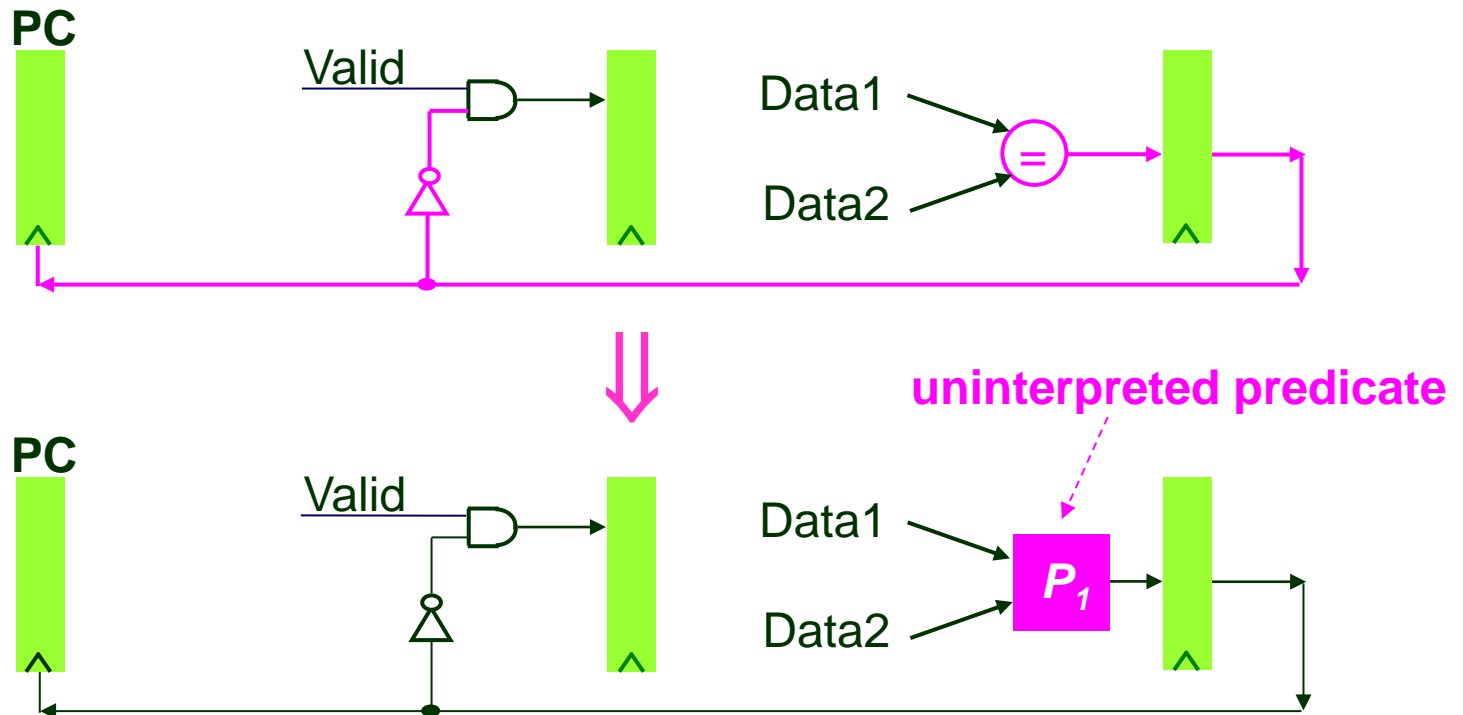 PC
Valid
Data1
=
Data2
uninterpreted predicate
PC
Valid
Data1
P1
Data2